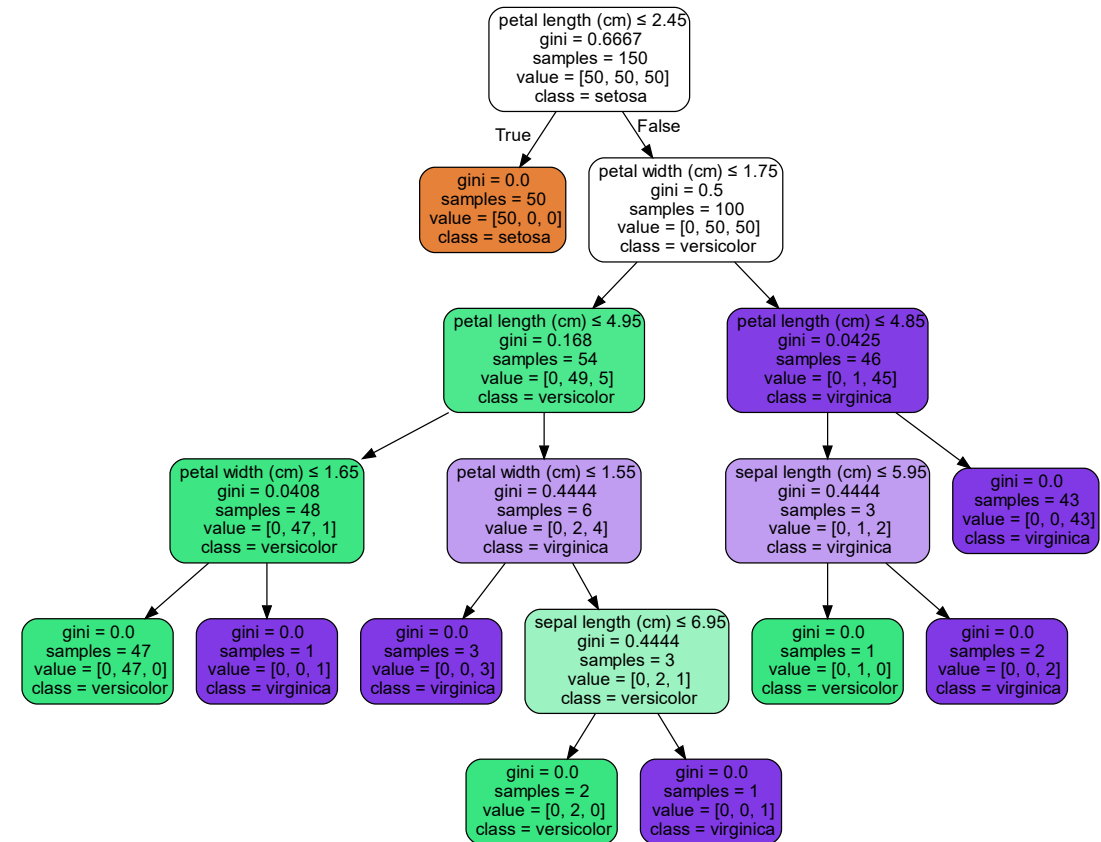 petal length (cm) ≤ 2.45
gini = 0.6667
samples = 150
value = [50, 50, 50]
class = setosa
True
False
gini = 0.0
samples = 50
value = [50, 0, 0]
class = setosa
petal width (cm) ≤ 1.75
gini = 0.5
samples = 100
value = [0, 50, 50]
class = versicolor
petal length (cm) ≤ 4.95
gini = 0.168
samples = 54
value = [0, 49, 5]
class = versicolor
petal length (cm) ≤ 4.85
gini = 0.0425
samples = 46
value = [0, 1, 45]
class = virginica
petal width (cm) ≤ 1.65
gini = 0.0408
samples = 48
value = [0, 47, 1]
class = versicolor
petal width (cm) ≤ 1.55
gini = 0.4444
samples = 6
value = [0, 2, 4]
class = virginica
sepal length (cm) ≤ 5.95
gini = 0.4444
samples = 3
value = [0, 1, 2]
class = virginica
gini = 0.0
samples = 43
value = [0, 0, 43]
class = virginica
gini = 0.0
samples = 47
value = [0, 47, 0]
class = versicolor
gini = 0.0
samples = 1
value = [0, 0, 1]
class = virginica
gini = 0.0
samples = 3
value = [0, 0, 3]
class = virginica
sepal length (cm) ≤ 6.95
gini = 0.4444
samples = 3
value = [0, 2, 1]
class = versicolor
gini = 0.0
samples = 1
value = [0, 1, 0]
class = versicolor
gini = 0.0
samples = 2
value = [0, 0, 2]
class = virginica
gini = 0.0
samples = 2
value = [0, 2, 0]
class = versicolor
gini = 0.0
samples = 1
value = [0, 0, 1]
class = virginica